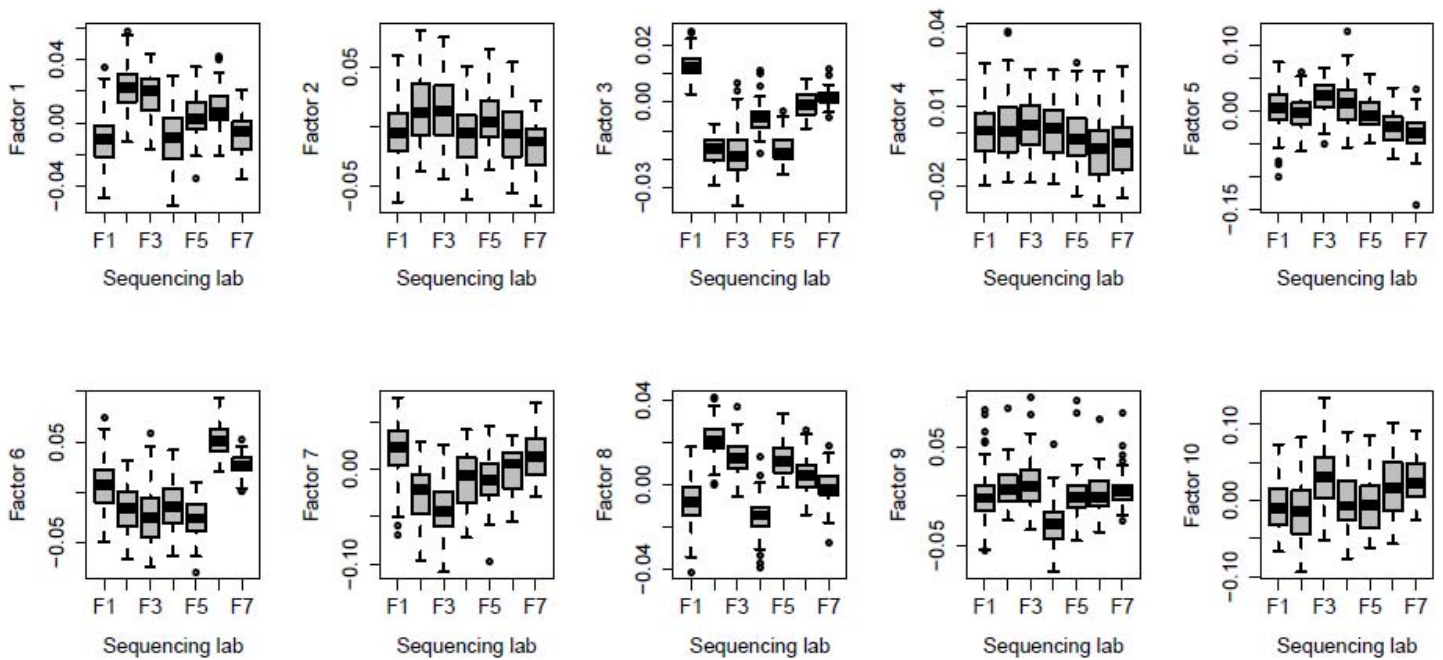 Factor 1
0.04
0.00
−0.04
F1 F3 F5 F7
Sequencing lab
Factor 2
0.05
−0.05
F1 F3 F5 F7
Sequencing lab
Factor 3
0.02
0.00
−0.03
F1 F3 F5 F7
Sequencing lab
Factor 4
0.04
0.01
−0.02
F1 F3 F5 F7
Sequencing lab
Factor 5
0.10
0.00
−0.15
F1 F3 F5 F7
Sequencing lab
Factor 6
0.05
−0.05
F1 F3 F5 F7
Sequencing lab
Factor 7
0.00
−0.10
F1 F3 F5 F7
Sequencing lab
Factor 8
0.04
0.00
−0.04
F1 F3 F5 F7
Sequencing lab
Factor 9
0.05
−0.05
F1 F3 F5 F7
Sequencing lab
Factor 10
0.10
0.00
−0.10
F1 F3 F5 F7
Sequencing lab